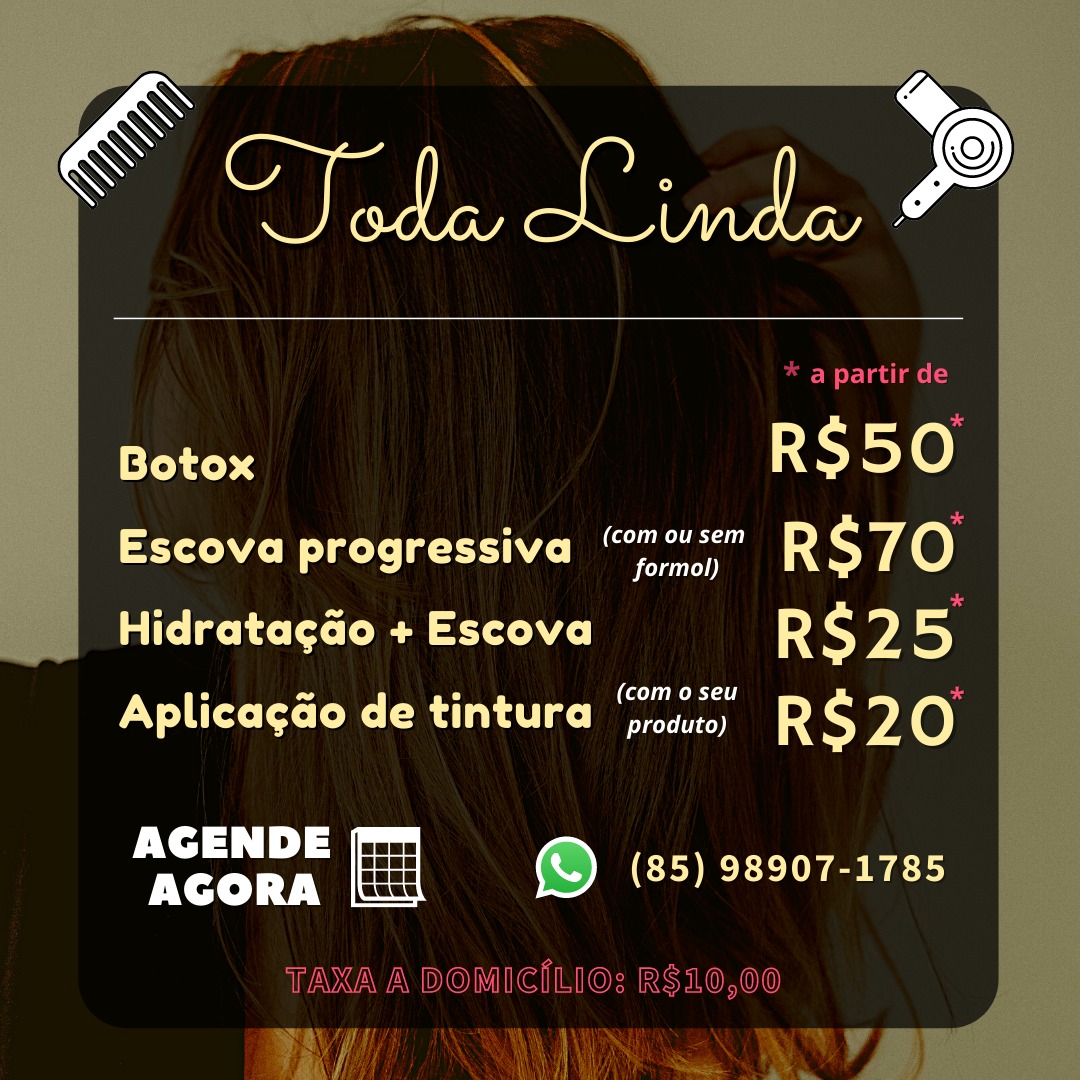 Toda Linda
* a partir de
Botox R$50*
Escova progressiva (com ou sem formol) R$70*
Hidratação + Escova R$25*
Aplicação de tintura (com o seu produto) R$20*
AGENDE
AGORA
(85) 98907-1785
TAXA A DOMICÍLIO: R$10,00